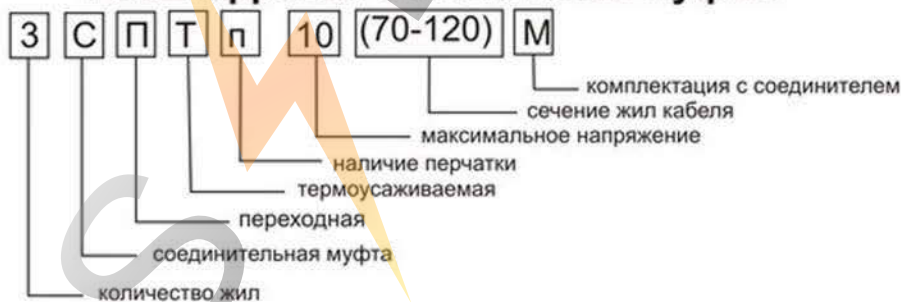 3 С П Т п 10 (70-120) М
комплектация с соединителем
сечение жил кабеля
максимальное напряжение
наличие перчатки
термоусаживаемая
переходная
соединительная муфта
количество жил